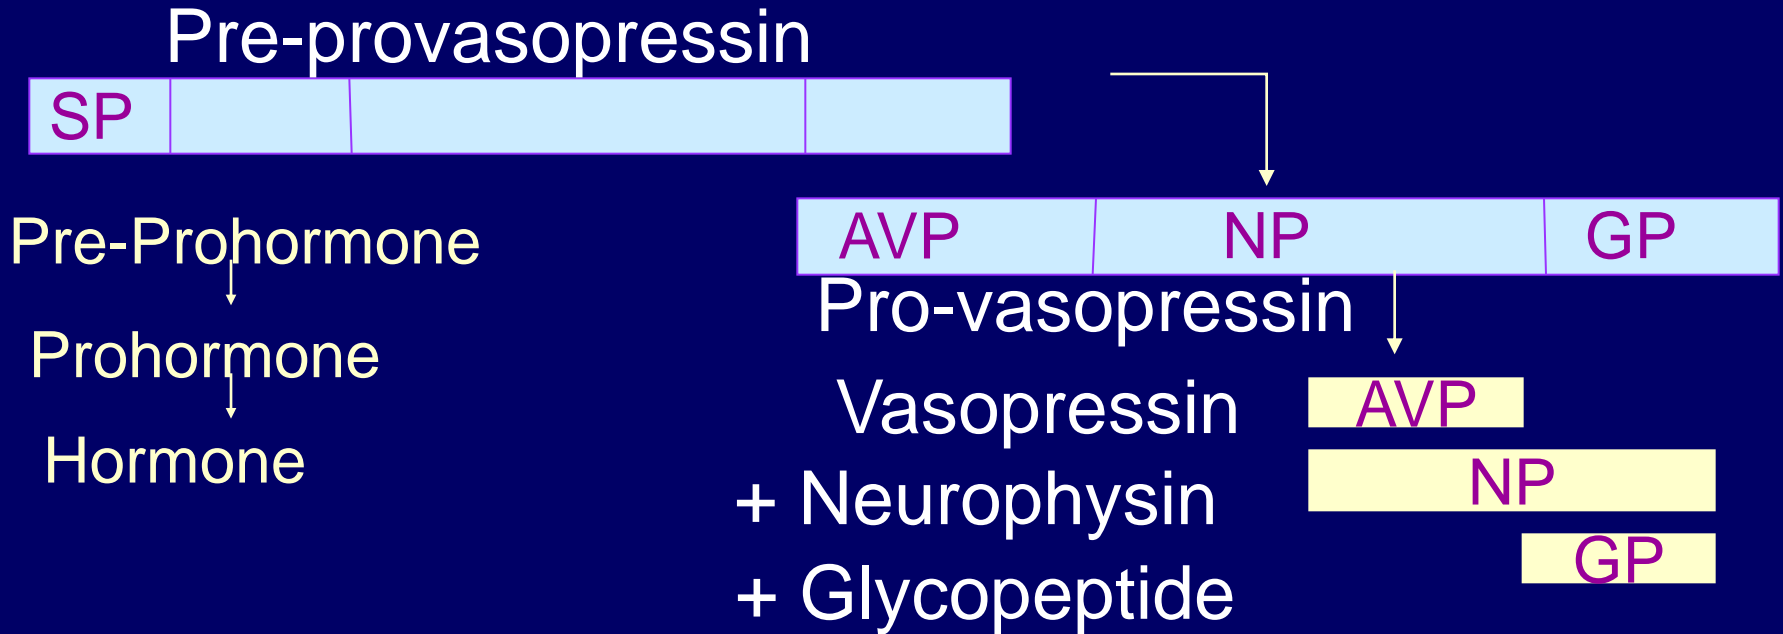 Pre-provasopressin
SP
Pre-Prohormone
Prohormone
Hormone
AVP NP GP
Pro-vasopressin
Vasopressin
AVP
+ Neurophysin
NP
+ Glycopeptide
GP